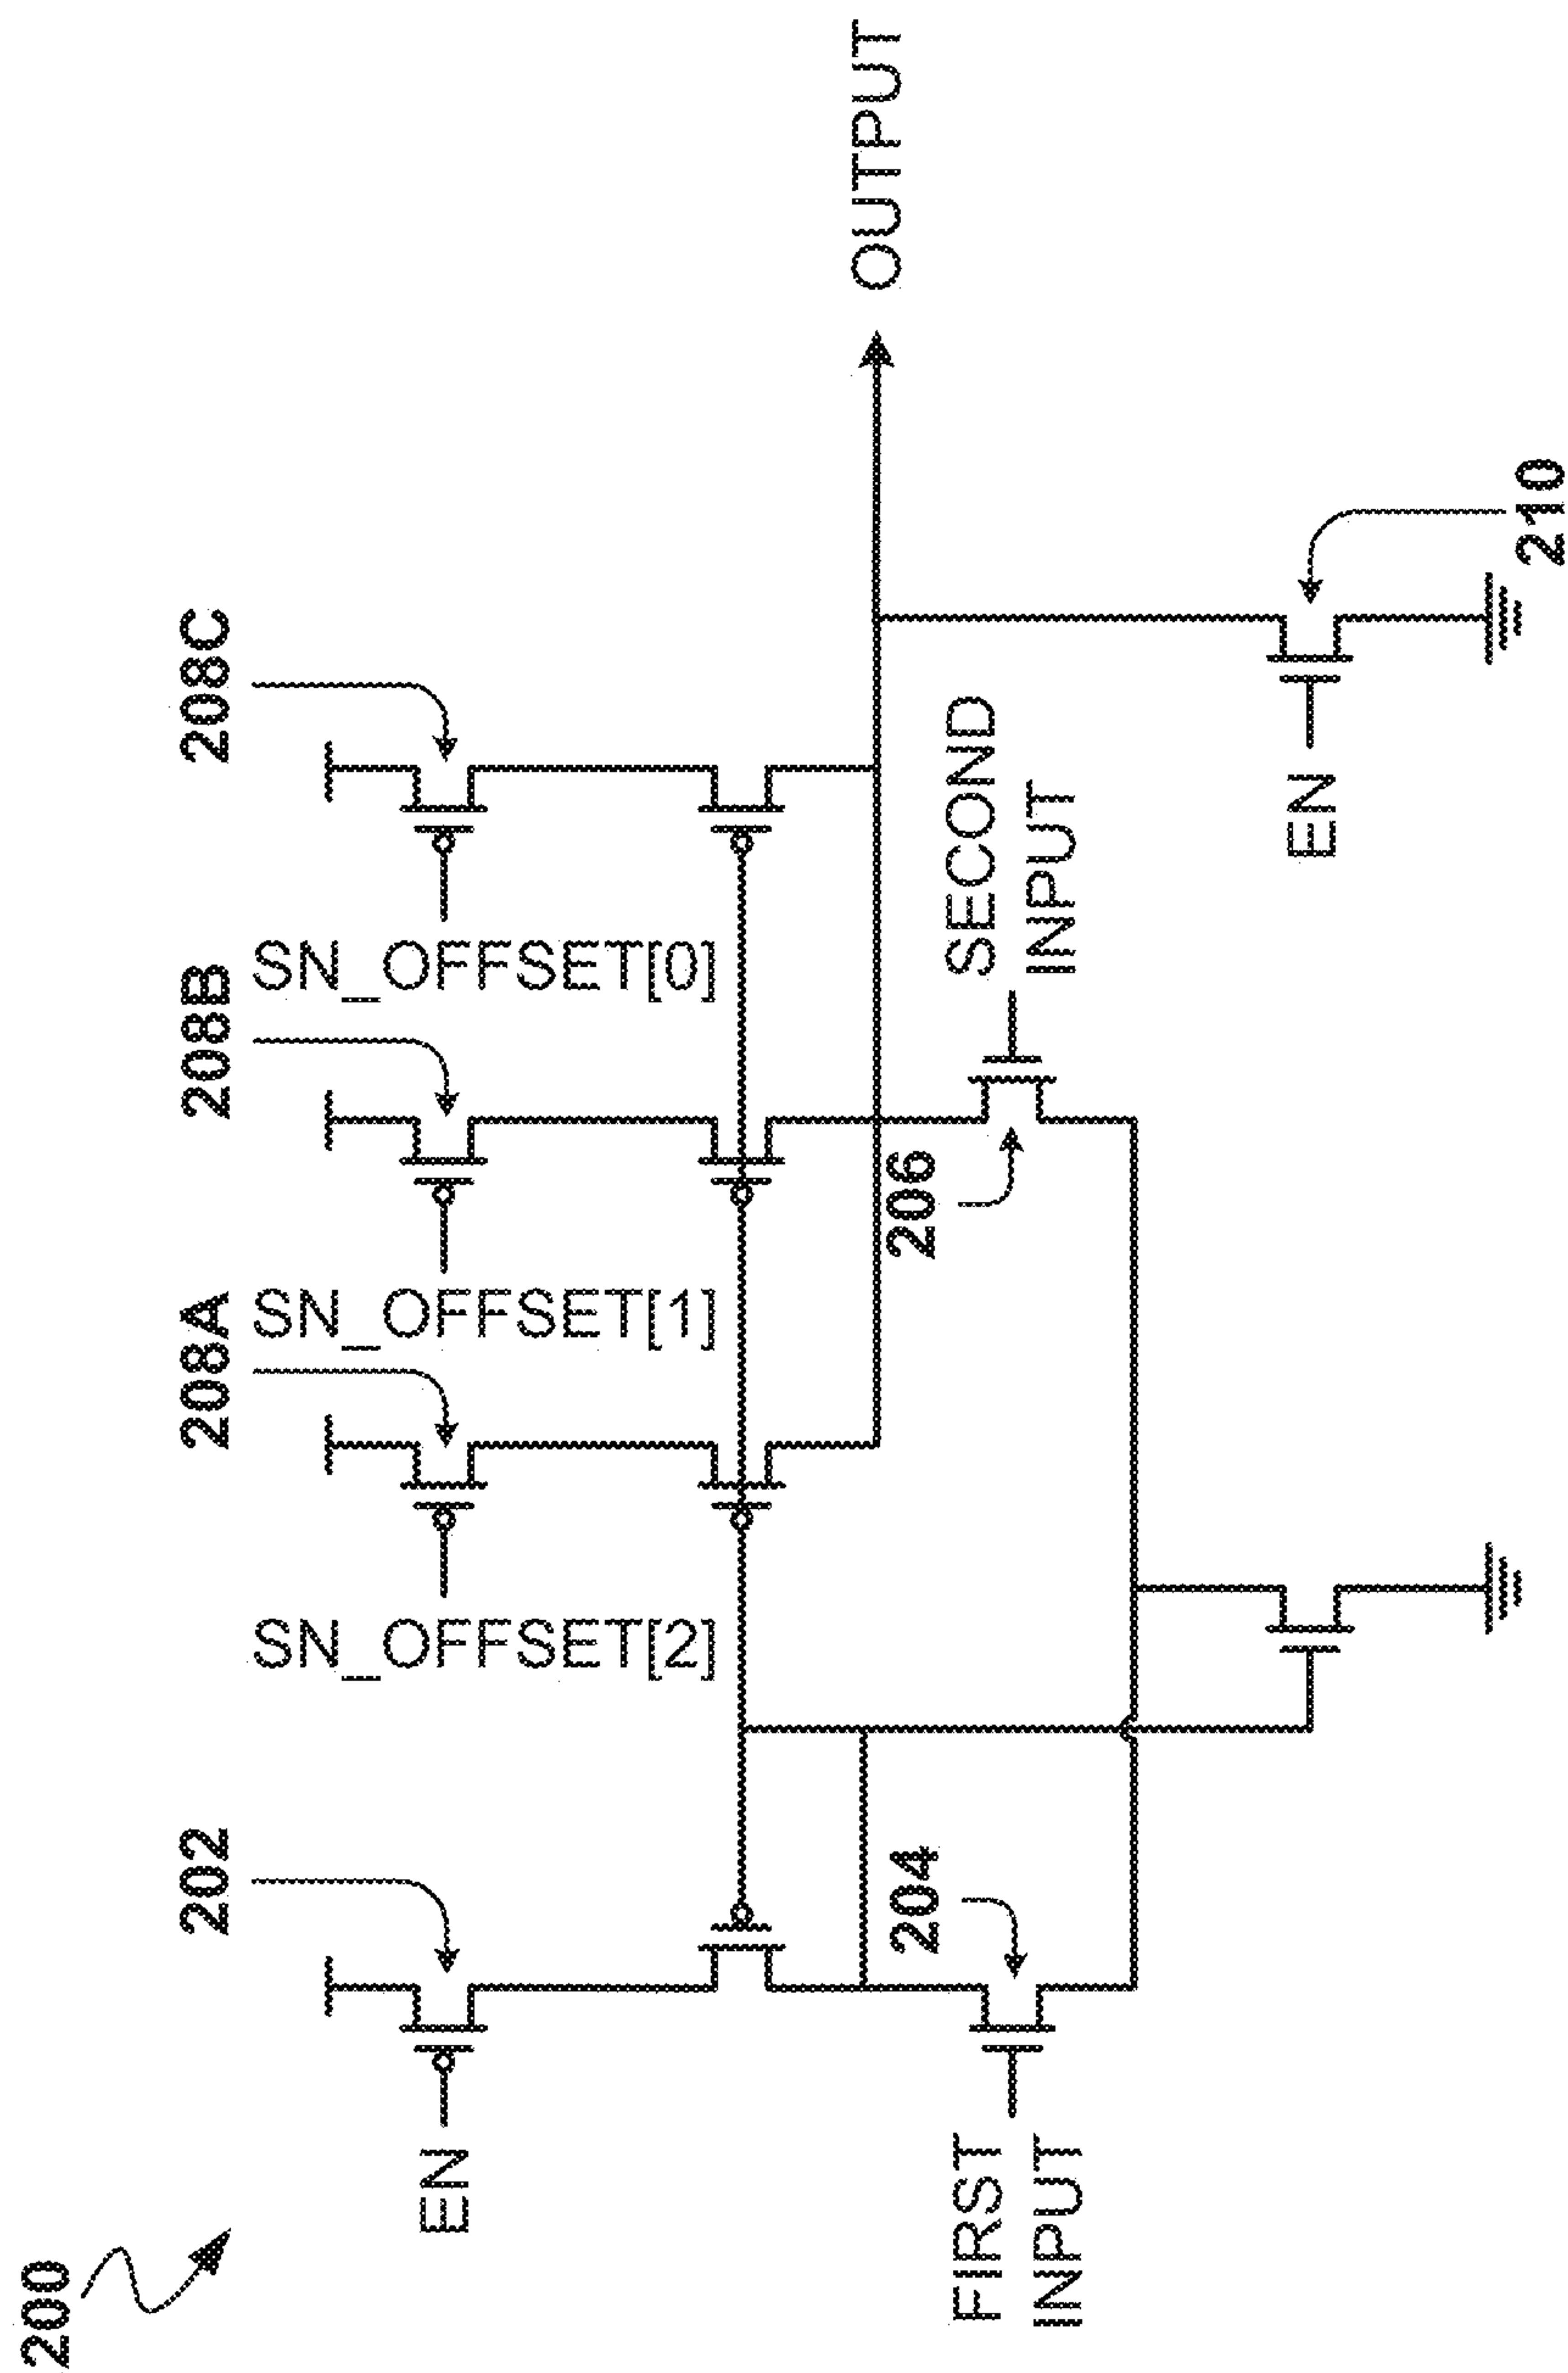 200
202
208A
208B
208C
EN
SN_OFFSET[2]
SN_OFFSET[1]
SN_OFFSET[0]
OUTPUT
204
206
FIRST
INPUT
SECOND
INPUT
EN
210